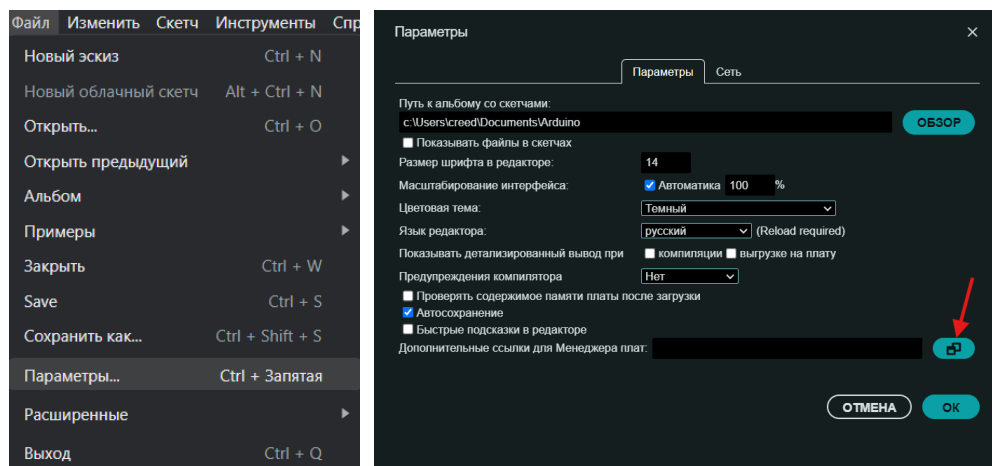 Файл Изменить Скетч Инструменты Спр
Новый эскиз Ctrl + N
Новый облачный скетч Alt + Ctrl + N
Открыть... Ctrl + O
Открыть предыдущий
Альбом
Примеры
Закрыть Ctrl + W
Save Ctrl + S
Сохранить как... Ctrl + Shift + S
Параметры... Ctrl + Запятая
Расширенные
Выход Ctrl + Q
Параметры
Параметры Сеть
Путь к альбому со скетчами:
c:\Users\creed\Documents\Arduino ОБЗОР
Показывать файлы в скетчах
Размер шрифта в редакторе: 14
Масштабирование интерфейса: Автоматика 100 %
Цветовая тема: Темный
Язык редактора: русский (Reload required)
Показывать детализированный вывод при компиляции выгрузке на плату
Предупреждения компилятора Нет
Проверять содержимое памяти платы после загрузки
Автосохранение
Быстрые подсказки в редакторе
Дополнительные ссылки для Менеджера плат:
ОТМЕНА ОК